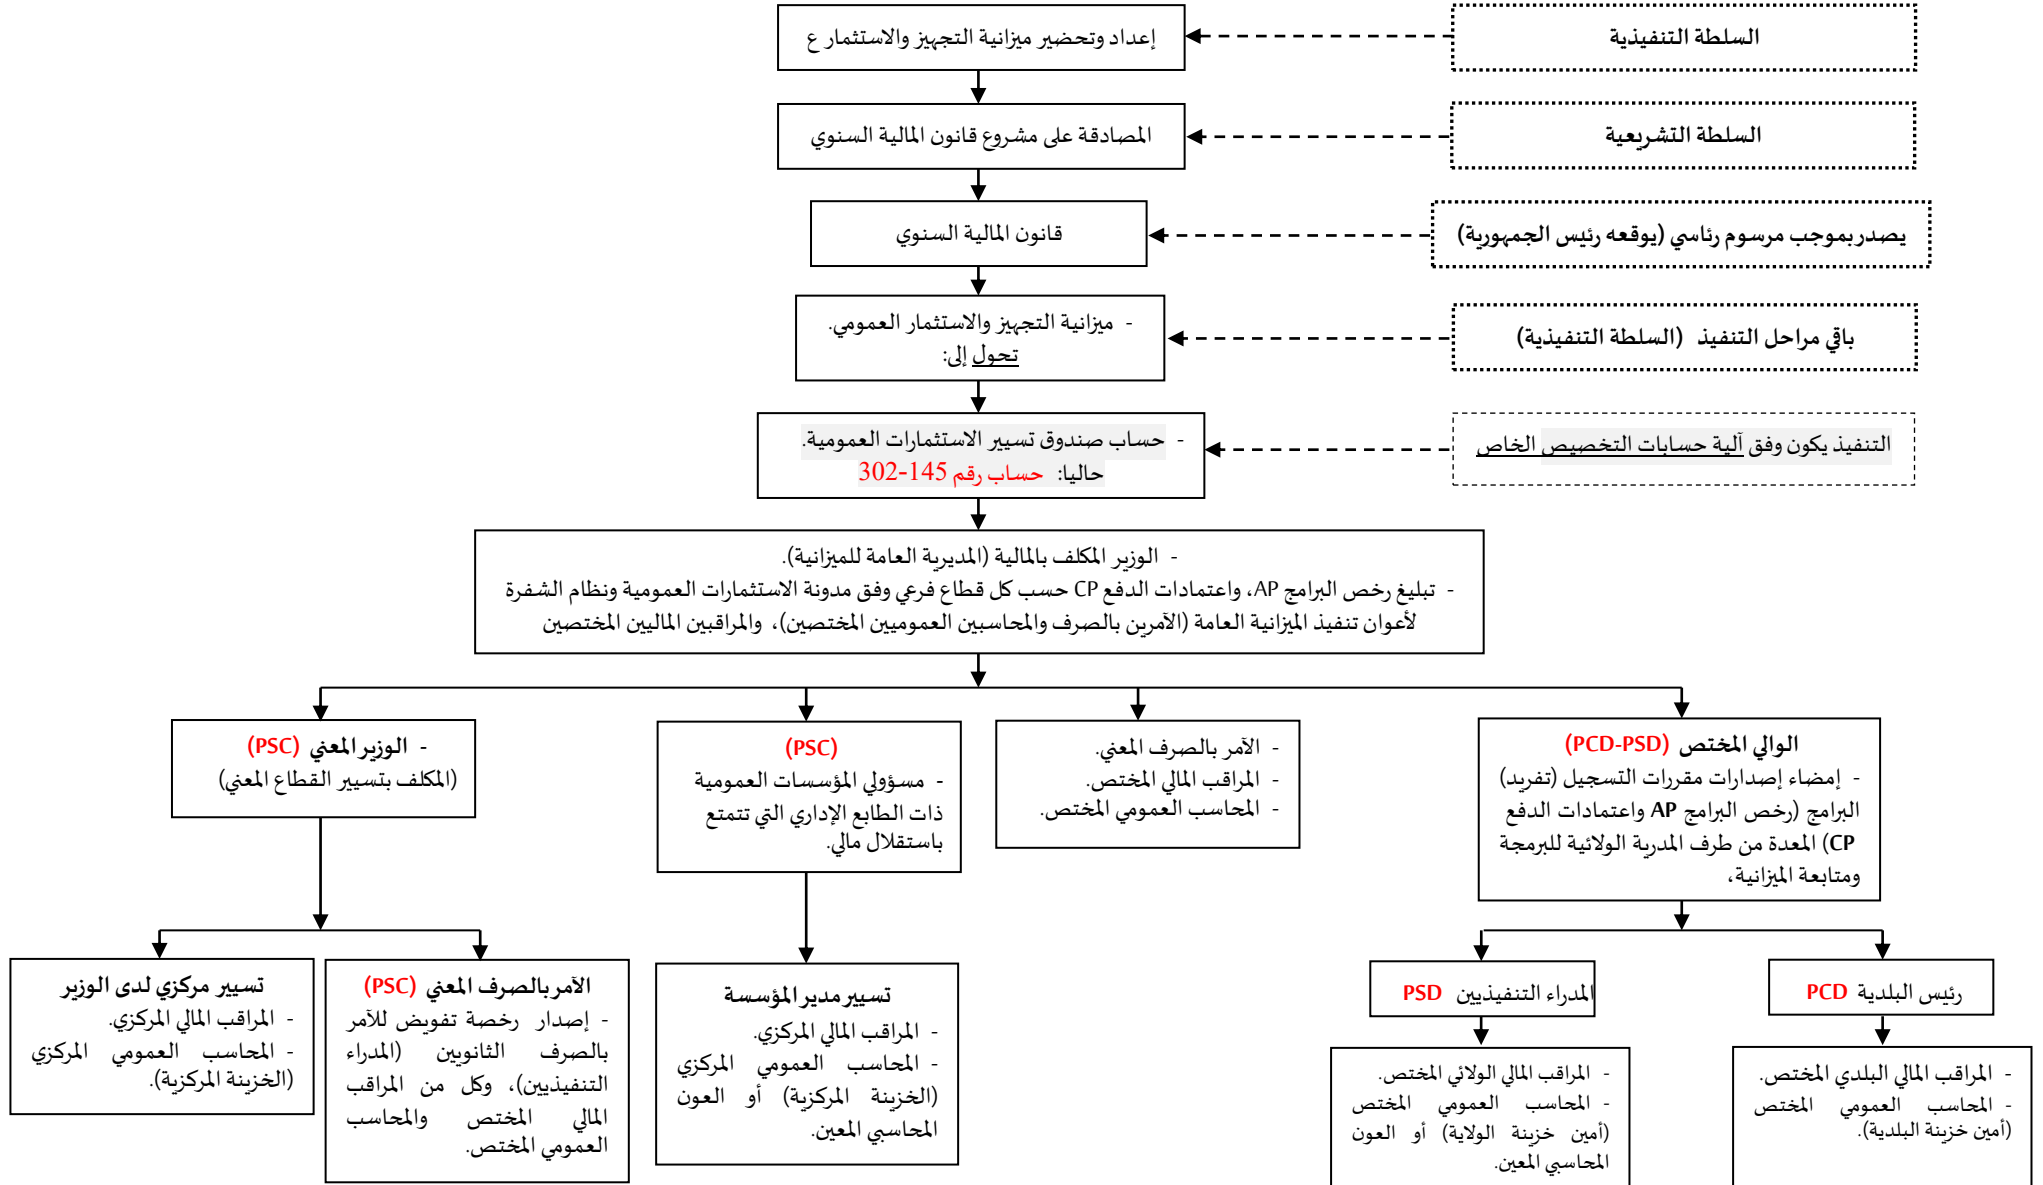 إعداد وتحضير ميزانية التجهيز والاستثمار ع
السلطة التنفيذية
المصادقة على مشروع قانون المالية السنوي
السلطة التشريعية
قانون المالية السنوي
يصدر بموجب مرسوم رئاسي (يوقعه رئيس الجمهورية)
- ميزانية التجهيز والاستثمار العمومي.
تحول إلى:
باقي مراحل التنفيذ (السلطة التنفيذية)
- حساب صندوق تسيير الاستثمارات العمومية.
حاليا: حساب رقم 145-302
التنفيذ يكون وفق آلية حسابات التخصيص الخاص
- الوزير المكلف بالمالية (المديرية العامة للميزانية).
- تبليغ رخص البرامج AP، واعتمادات الدفع CP حسب كل قطاع فرعي وفق مدونة الاستثمارات العمومية ونظام الشفرة
لأعوان تنفيذ الميزانية العامة (الآمرين بالصرف والمحاسبين العموميين المختصين)، والمراقبين الماليين المختصين
الوالي المختص (PCD-PSD)
- إمضاء إصدارات مقررات التسجيل (تفريد)
البرامج (رخص البرامج AP واعتمادات الدفع
CP) المعدة من طرف المدرية الولائية للبرمجة
ومتابعة الميزانية،
- الآمر بالصرف المعني.
- المراقب المالي المختص.
- المحاسب العمومي المختص.
(PSC)
- مسؤولي المؤسسات العمومية
ذات الطابع الإداري التي تتمتع
باستقلال مالي.
- الوزير المعني (PSC)
(المكلف بتسيير القطاع المعني)
رئيس البلدية PCD
المدراء التنفيذيين PSD
- المراقب المالي البلدي المختص.
- المحاسب العمومي المختص
(أمين خزينة البلدية).
- المراقب المالي الولائي المختص.
- المحاسب العمومي المختص
(أمين خزينة الولاية) أو العون
المحاسبي المعين.
تسيير مدير المؤسسة
- المراقب المالي المركزي.
- المحاسب العمومي المركزي
(الخزينة المركزية) أو العون
المحاسبي المعين.
الآمر بالصرف المعني (PSC)
- إصدار رخصة تفويض للآمر
بالصرف الثانويين (المدراء
التنفيذيين)، وكل من المراقب
المالي المختص والمحاسب
العمومي المختص.
تسيير مركزي لدى الوزير
- المراقب المالي المركزي.
- المحاسب العمومي المركزي
(الخزينة المركزية).